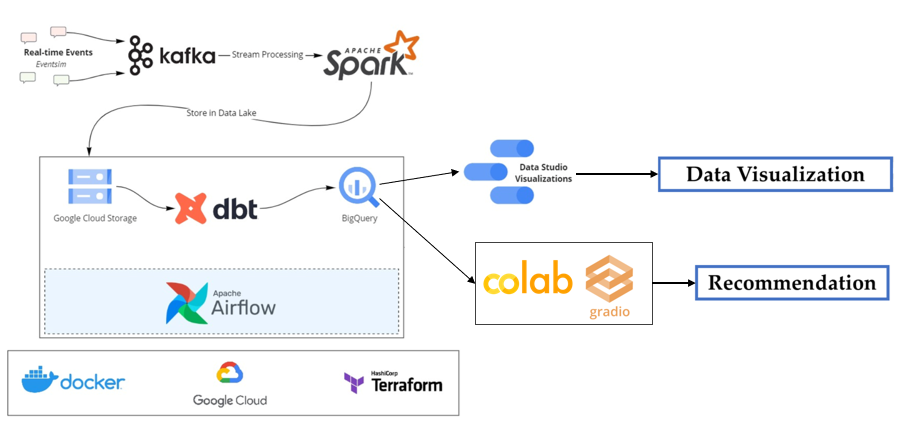 Real-time Events
Eventsim
kafka
Stream Processing
APACHE
Spark
TM
Store in Data Lake
Google Cloud Storage
dbt
BigQuery
Data Studio
Visualizations
Data Visualization
Apache
Airflow
colab
gradio
Recommendation
docker
Google Cloud
HashiCorp
Terraform